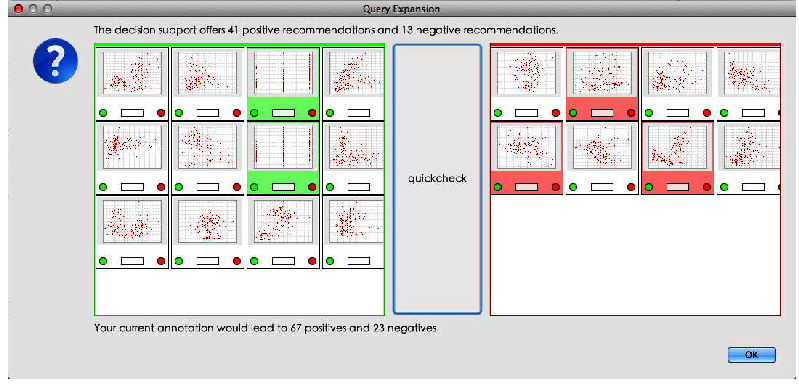 Query Expansion
The decision support offers 41 positive recommendations and 13 negative recommendations.
?
quickcheck
Your current annotation would lead to 67 positives and 23 negatives.
OK